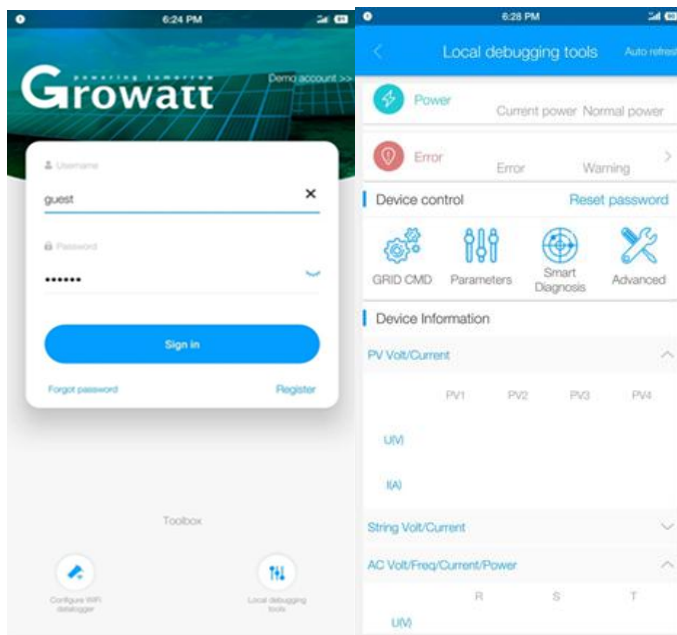 6:24 PM
powering tomorrow
Growatt
Demo account >>
Username
guest
Password
Sign in
Forgot password
Register
Toolbox
Configure WiFi
datalogger
Local debugging
tools
6:28 PM
Local debugging tools
Auto refresh
Power
Current power Normal power
Error
Error Warning
Device control
Reset password
GRID CMD
Parameters
Smart
Diagnosis
Advanced
Device Information
PV Volt/Current
PV1 PV2 PV3 PV4
U(V)
I(A)
String Volt/Current
AC Volt/Freq/Current/Power
R S T
U(V)